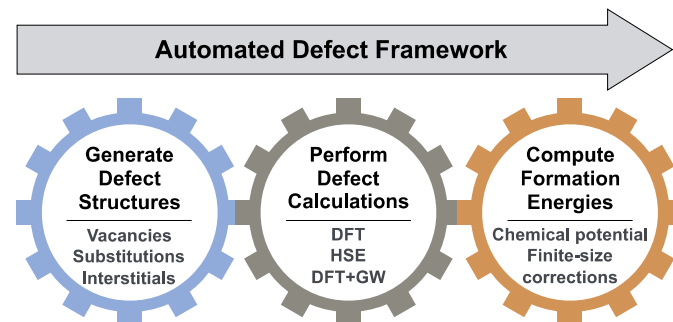 Automated Defect Framework
Generate
Defect
Structures
Vacancies
Substitutions
Interstitials
Perform
Defect
Calculations
DFT
HSE
DFT+GW
Compute
Formation
Energies
Chemical potential
Finite-size
corrections